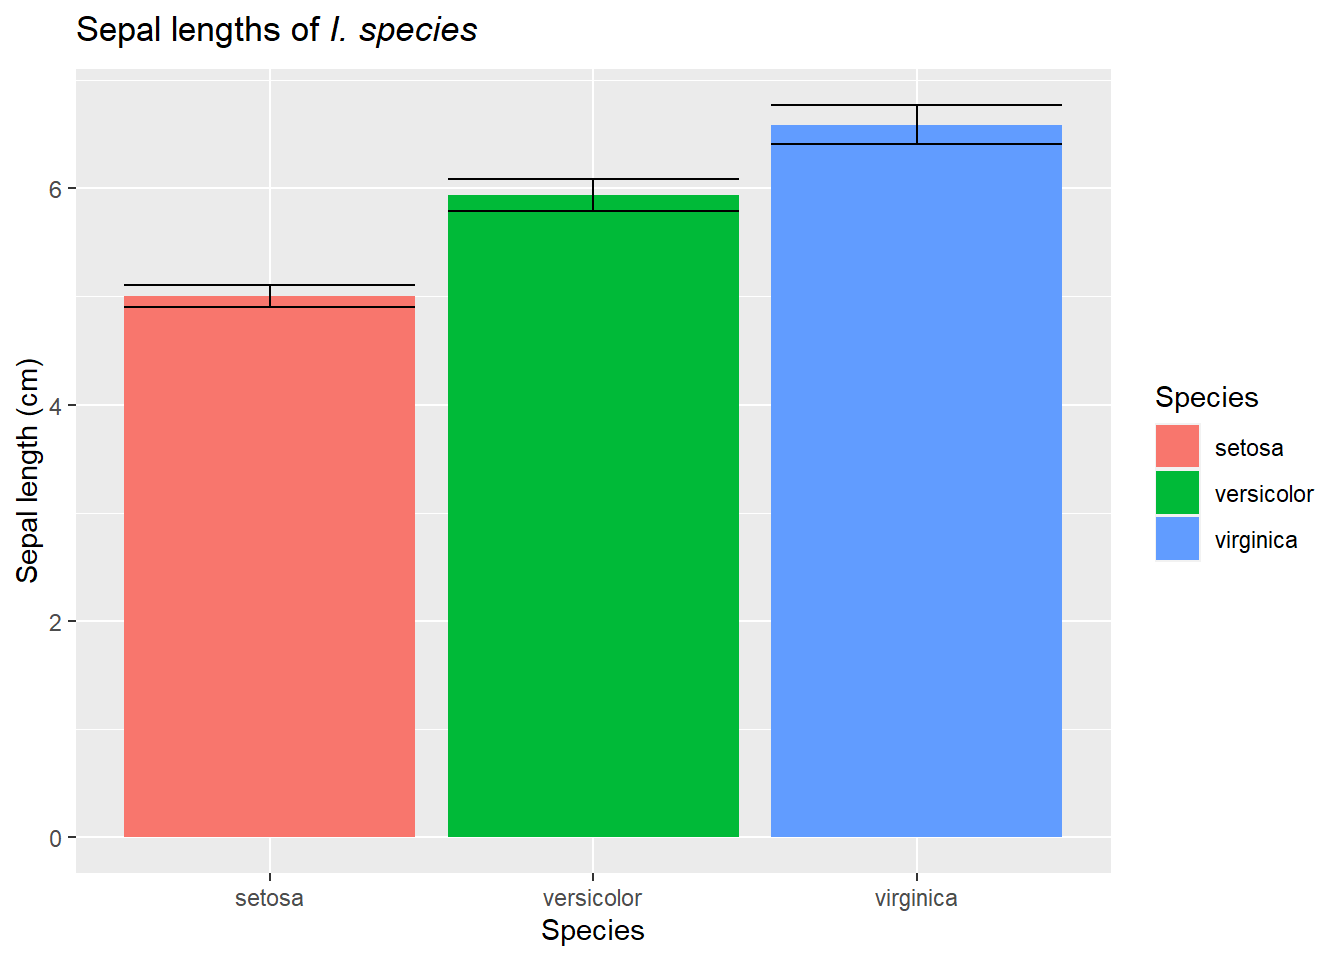 Sepal lengths of I. species
Sepal length (cm)
6
4
2
0
setosa
versicolor
virginica
Species
Species
setosa
versicolor
virginica